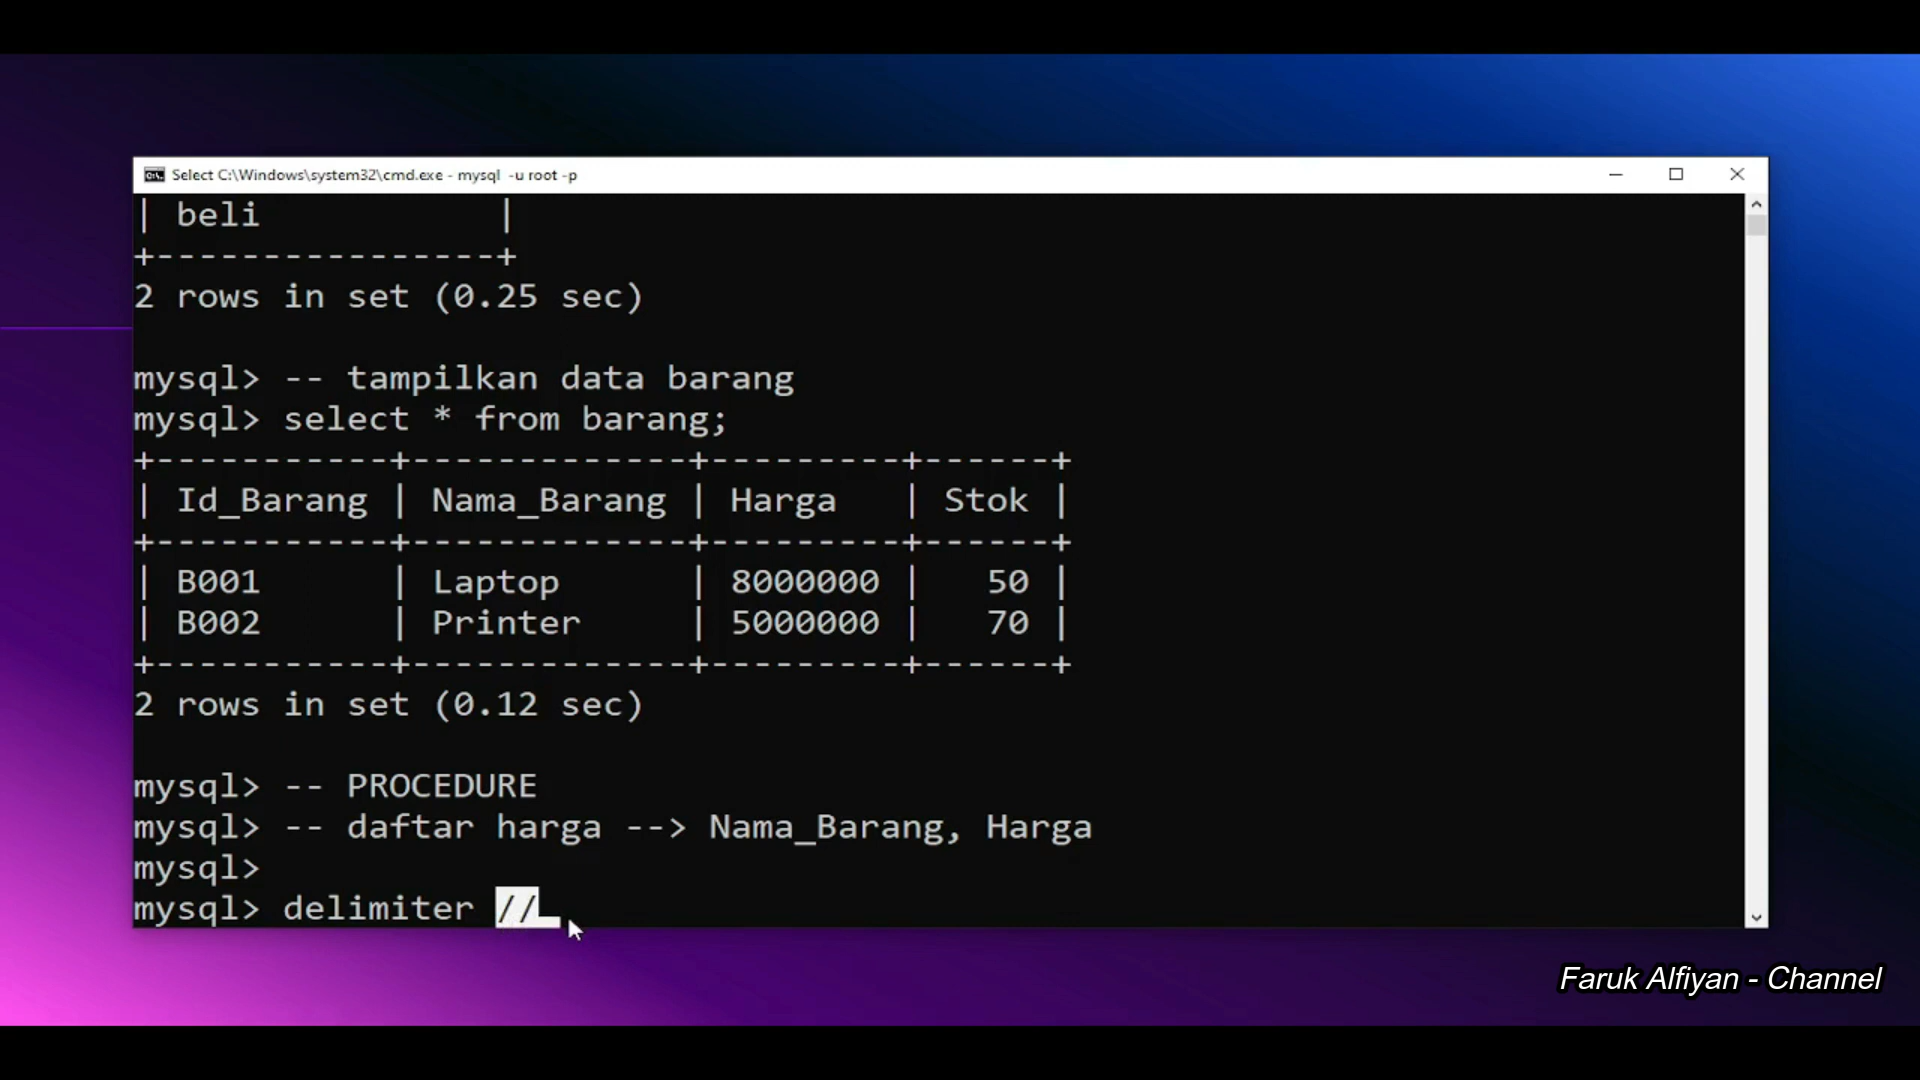 Select C:\Windows\system32\cmd.exe - mysql  -u root -p
| beli           |
+----------------+
2 rows in set (0.25 sec)
mysql> -- tampilkan data barang
mysql> select * from barang;
+-----------+-------------+---------+------+
| Id_Barang | Nama_Barang | Harga   | Stok |
+-----------+-------------+---------+------+
| B001      | Laptop      | 8000000 |   50 |
| B002      | Printer     | 5000000 |   70 |
+-----------+-------------+---------+------+
2 rows in set (0.12 sec)
mysql> -- PROCEDURE
mysql> -- daftar harga --> Nama_Barang, Harga
mysql>
mysql> delimiter //_
Faruk Alfiyan - Channel